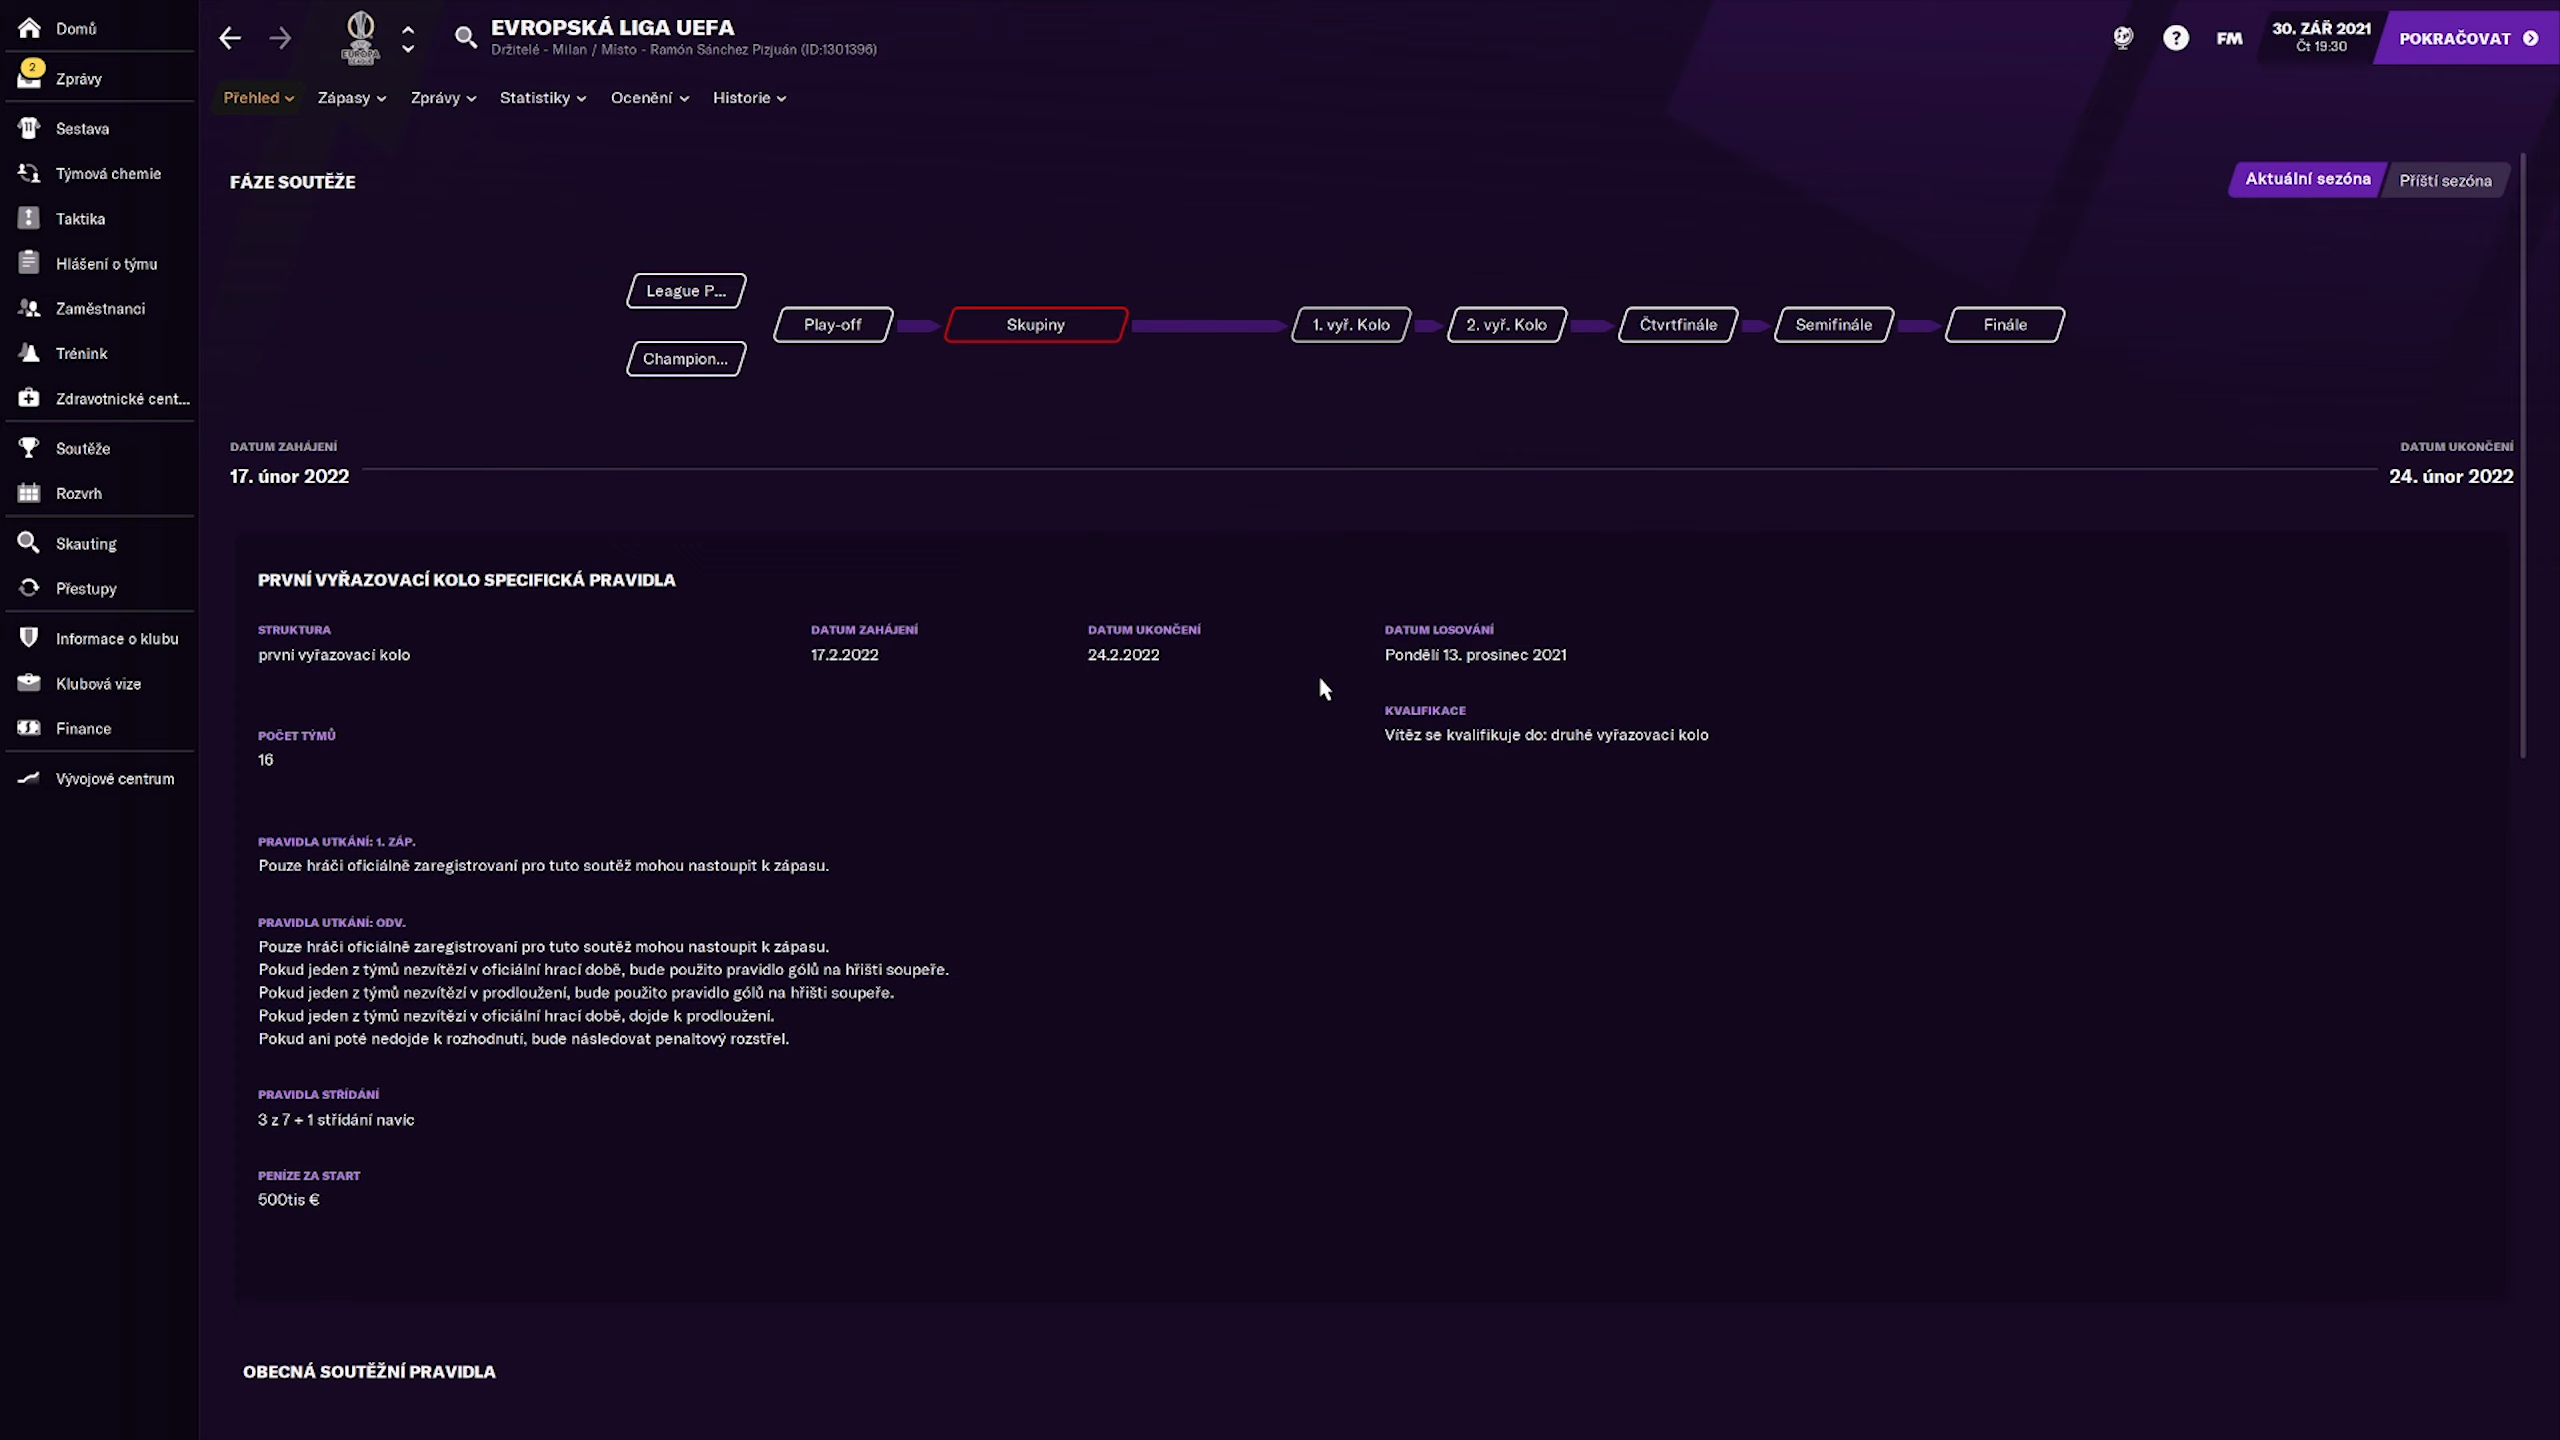 Domů
2
Zprávy
Sestava
Týmová chemie
Taktika
Hlášení o týmu
Zaměstnanci
Trénink
Zdravotnické cent...
Soutěže
Rozvrh
Skauting
Přestupy
Informace o klubu
Klubová vize
Finance
Vývojové centrum
EUROPA
LEAGUE
EVROPSKÁ LIGA UEFA
Držitelé - Milan / Místo - Ramón Sánchez Pizjuán (ID:1301396)
?
FM
30. ZÁŘ 2021
Čt 19:30
POKRAČOVAT
Přehled
Zápasy
Zprávy
Statistiky
Ocenění
Historie
FÁZE SOUTĚŽE
Aktuální sezóna
Příští sezóna
League P...
Champion...
Play-off
Skupiny
1. vyř. Kolo
2. vyř. Kolo
Čtvrtfinále
Semifinále
Finále
DATUM ZAHÁJENÍ
17. únor 2022
DATUM UKONČENÍ
24. únor 2022
PRVNÍ VYŘAZOVACÍ KOLO SPECIFICKÁ PRAVIDLA
STRUKTURA
první vyřazovací kolo
DATUM ZAHÁJENÍ
17.2.2022
DATUM UKONČENÍ
24.2.2022
DATUM LOSOVÁNÍ
Pondělí 13. prosinec 2021
KVALIFIKACE
Vítěz se kvalifikuje do: druhé vyřazovací kolo
POČET TÝMŮ
16
PRAVIDLA UTKÁNÍ: 1. ZÁP.
Pouze hráči oficiálně zaregistrovaní pro tuto soutěž mohou nastoupit k zápasu.
PRAVIDLA UTKÁNÍ: ODV.
Pouze hráči oficiálně zaregistrovaní pro tuto soutěž mohou nastoupit k zápasu.
Pokud jeden z týmů nezvítězí v oficiální hrací době, bude použito pravidlo gólů na hřišti soupeře.
Pokud jeden z týmů nezvítězí v prodloužení, bude použito pravidlo gólů na hřišti soupeře.
Pokud jeden z týmů nezvítězí v oficiální hrací době, dojde k prodloužení.
Pokud ani poté nedojde k rozhodnutí, bude následovat penaltový rozstřel.
PRAVIDLA STŘÍDÁNÍ
3 z 7 + 1 střídání navíc
PENÍZE ZA START
500tis €
OBECNÁ SOUTĚŽNÍ PRAVIDLA